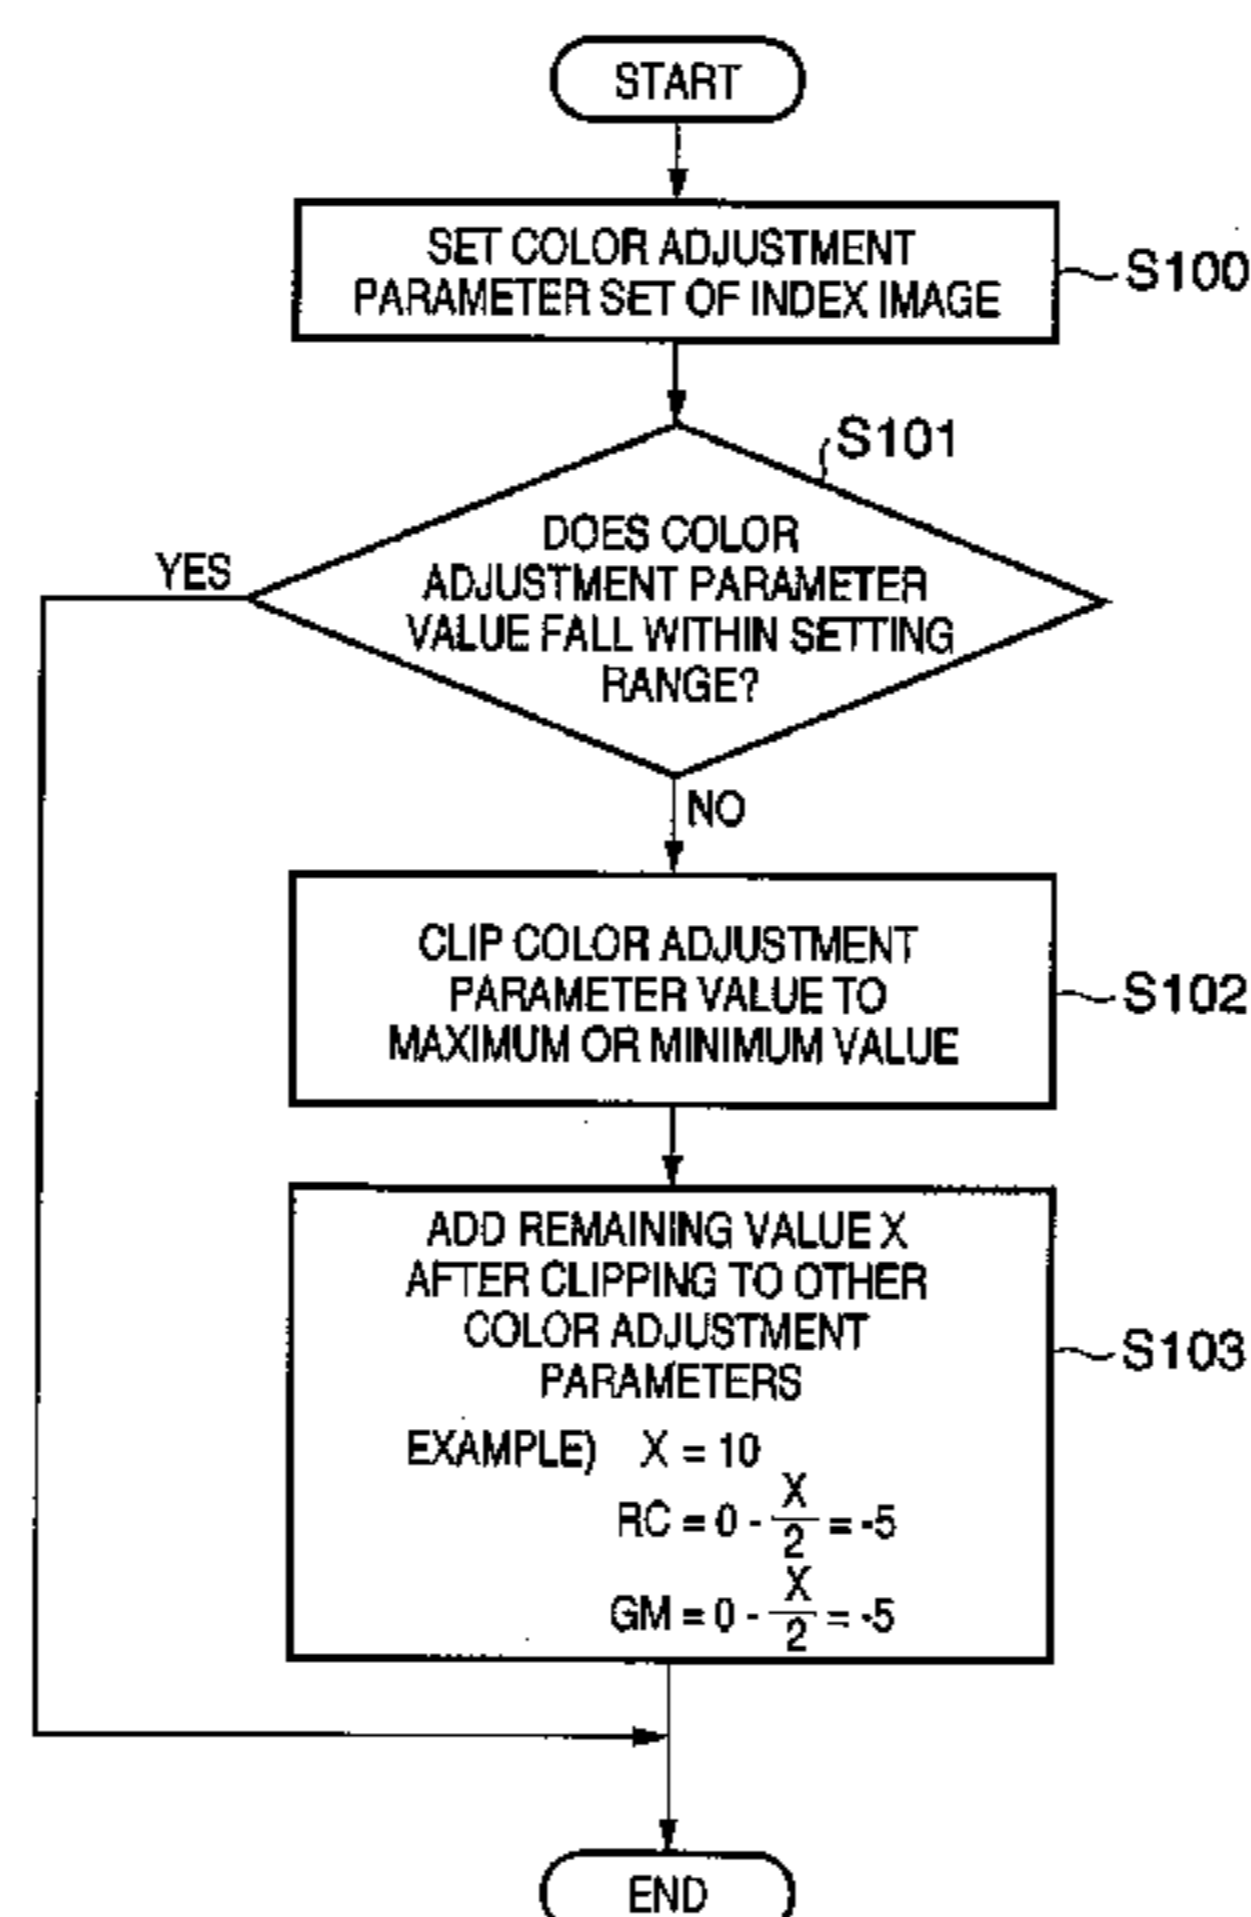 START
SET COLOR ADJUSTMENT
PARAMETER SET OF INDEX IMAGE
S100
S101
DOES COLOR
ADJUSTMENT PARAMETER
VALUE FALL WITHIN SETTING
RANGE?
YES
NO
CLIP COLOR ADJUSTMENT
PARAMETER VALUE TO
MAXIMUM OR MINIMUM VALUE
S102
ADD REMAINING VALUE X
AFTER CLIPPING TO OTHER
COLOR ADJUSTMENT
PARAMETERS
S103
EXAMPLE) X = 10
RC = 0 - X/2 = -5
GM = 0 - X/2 = -5
END